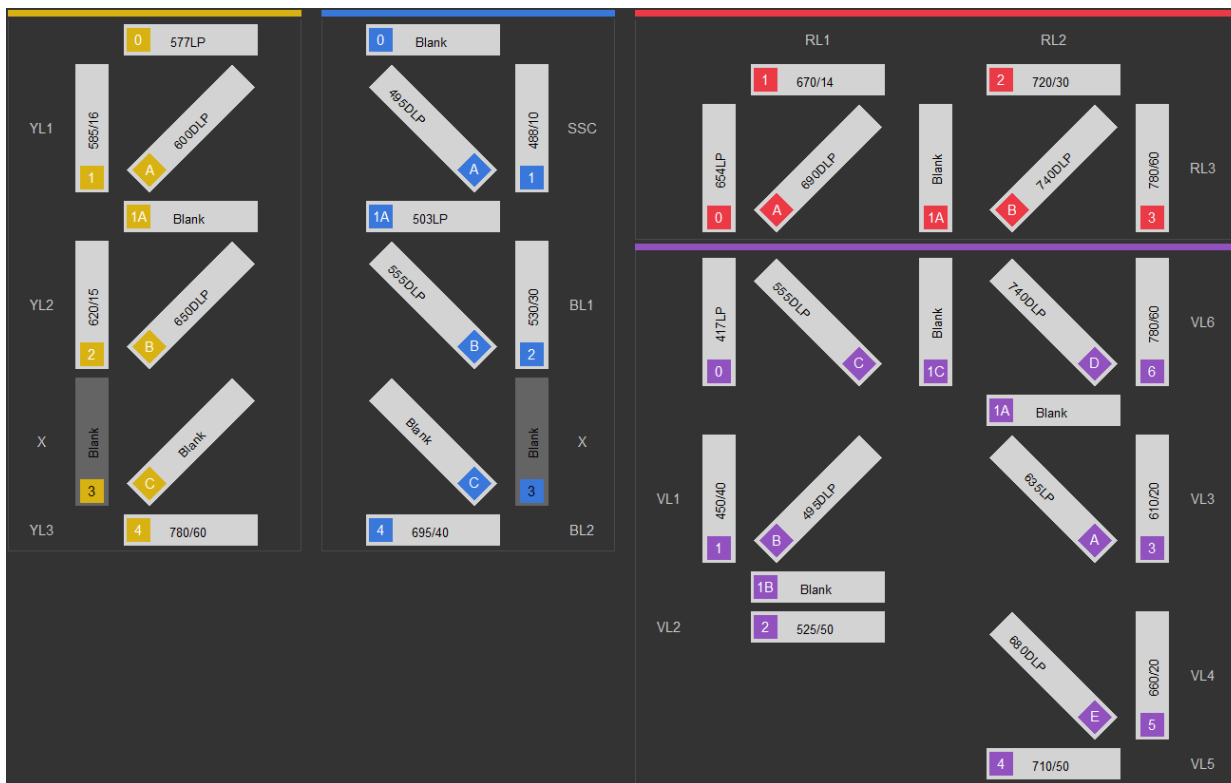 0 577LP
YL1
1 585/16
A 600DLP
1A Blank
YL2
2 620/15
B 650DLP
X
3 Blank
C Blank
YL3
4 780/60
0 Blank
A 495DLP
1 488/10
SSC
1A 503LP
B 555DLP
2 530/30
BL1
C Blank
3 Blank
X
4 695/40
BL2
RL1
RL2
1 670/14
2 720/30
0 654LP
A 690DLP
1A Blank
B 740DLP
3 780/60
RL3
0 417LP
C 555DLP
1C Blank
D 740DLP
6 780/60
VL6
1A Blank
VL1
1 450/40
B 495DLP
A 635LP
3 610/20
VL3
1B Blank
VL2
2 525/50
E 680DLP
5 660/20
VL4
4 710/50
VL5